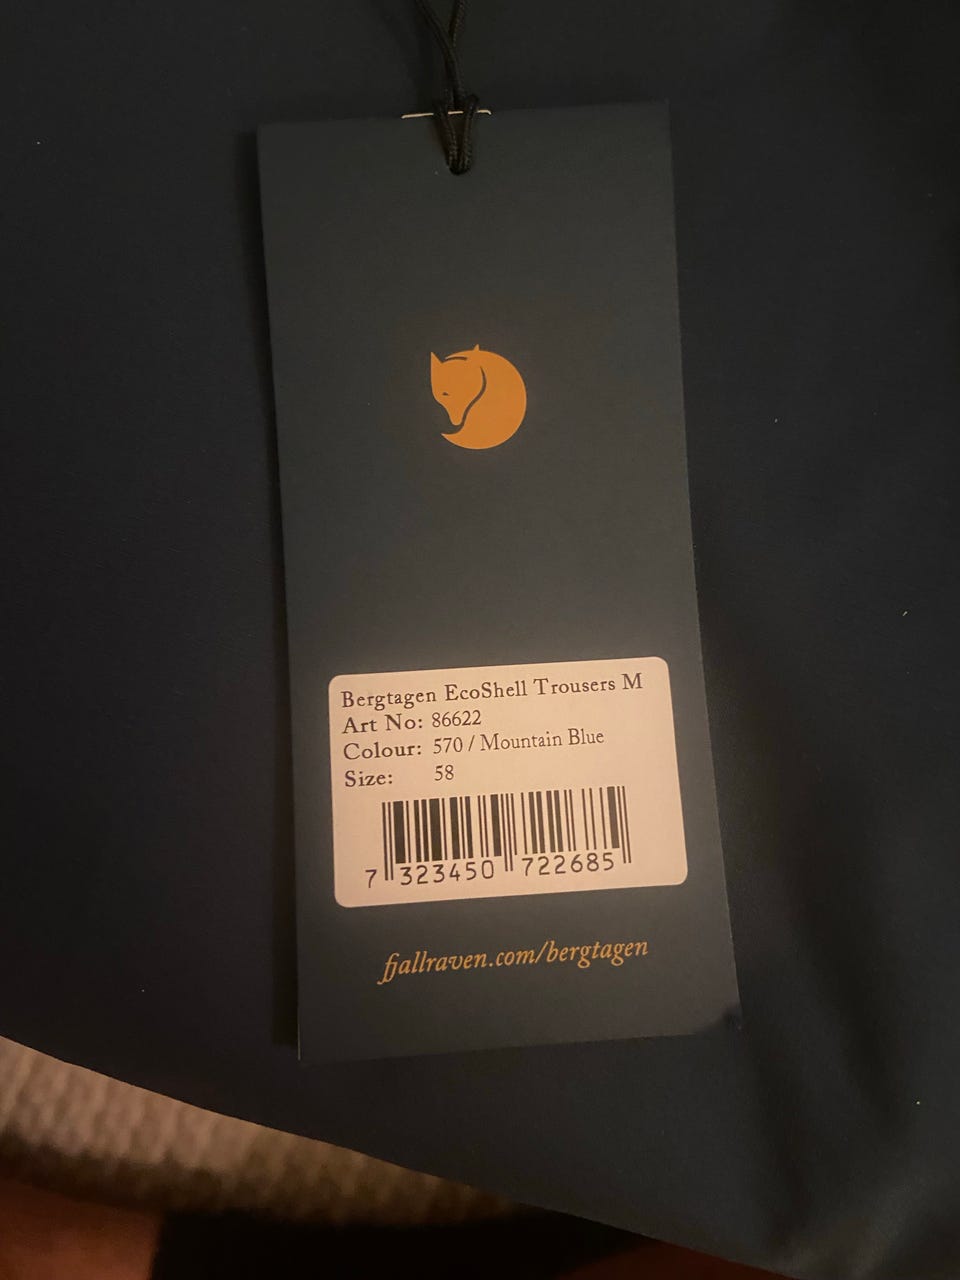 Bergtagen EcoShell Trousers M
Art No: 86622
Colour: 570 / Mountain Blue
Size: 58
7 323450 722685
fjallraven.com/bergtagen